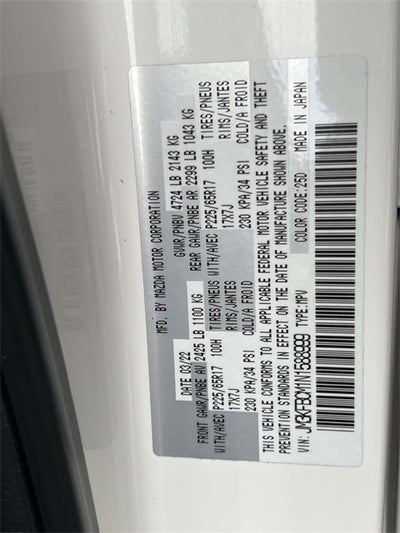 MFD. BY MAZDA MOTOR CORPORATION
DATE 03/22 GVWR/PNBV 4724 LB 2143 KG
FRONT GAWR/PNBE AV 2425 LB 1100 KG REAR GAWR/PNBE AR 2299 LB 1043 KG
WITH/AVEC P225/65R17 100H TIRES/PNEUS WITH/AVEC P225/65R17 100H TIRES/PNEUS
17X7J RIMS/JANTES 17X7J RIMS/JANTES
230 KPA/34 PSI COLD/A FROID 230 KPA/34 PSI COLD/A FROID
THIS VEHICLE CONFORMS TO ALL APPLICABLE FEDERAL MOTOR VEHICLE SAFETY AND THEFT
PREVENTION STANDARDS IN EFFECT ON THE DATE OF MANUFACTURE SHOWN ABOVE.
VIN: JM3KFBCM1N1588999 TYPE:MPV COLOR CODE:25D MADE IN JAPAN